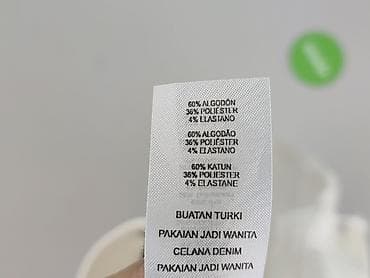 60% ALGODÓN
36% POLIÉSTER
4% ELASTANO
60% ALGODÃO
36% POLIÉSTER
4% ELASTANO
60% KATUN
36% POLIESTER
4% ELASTANE
BUATAN TURKI
PAKAIAN JADI WANITA
CELANA DENIM
PAKAIAN JADI WANITA